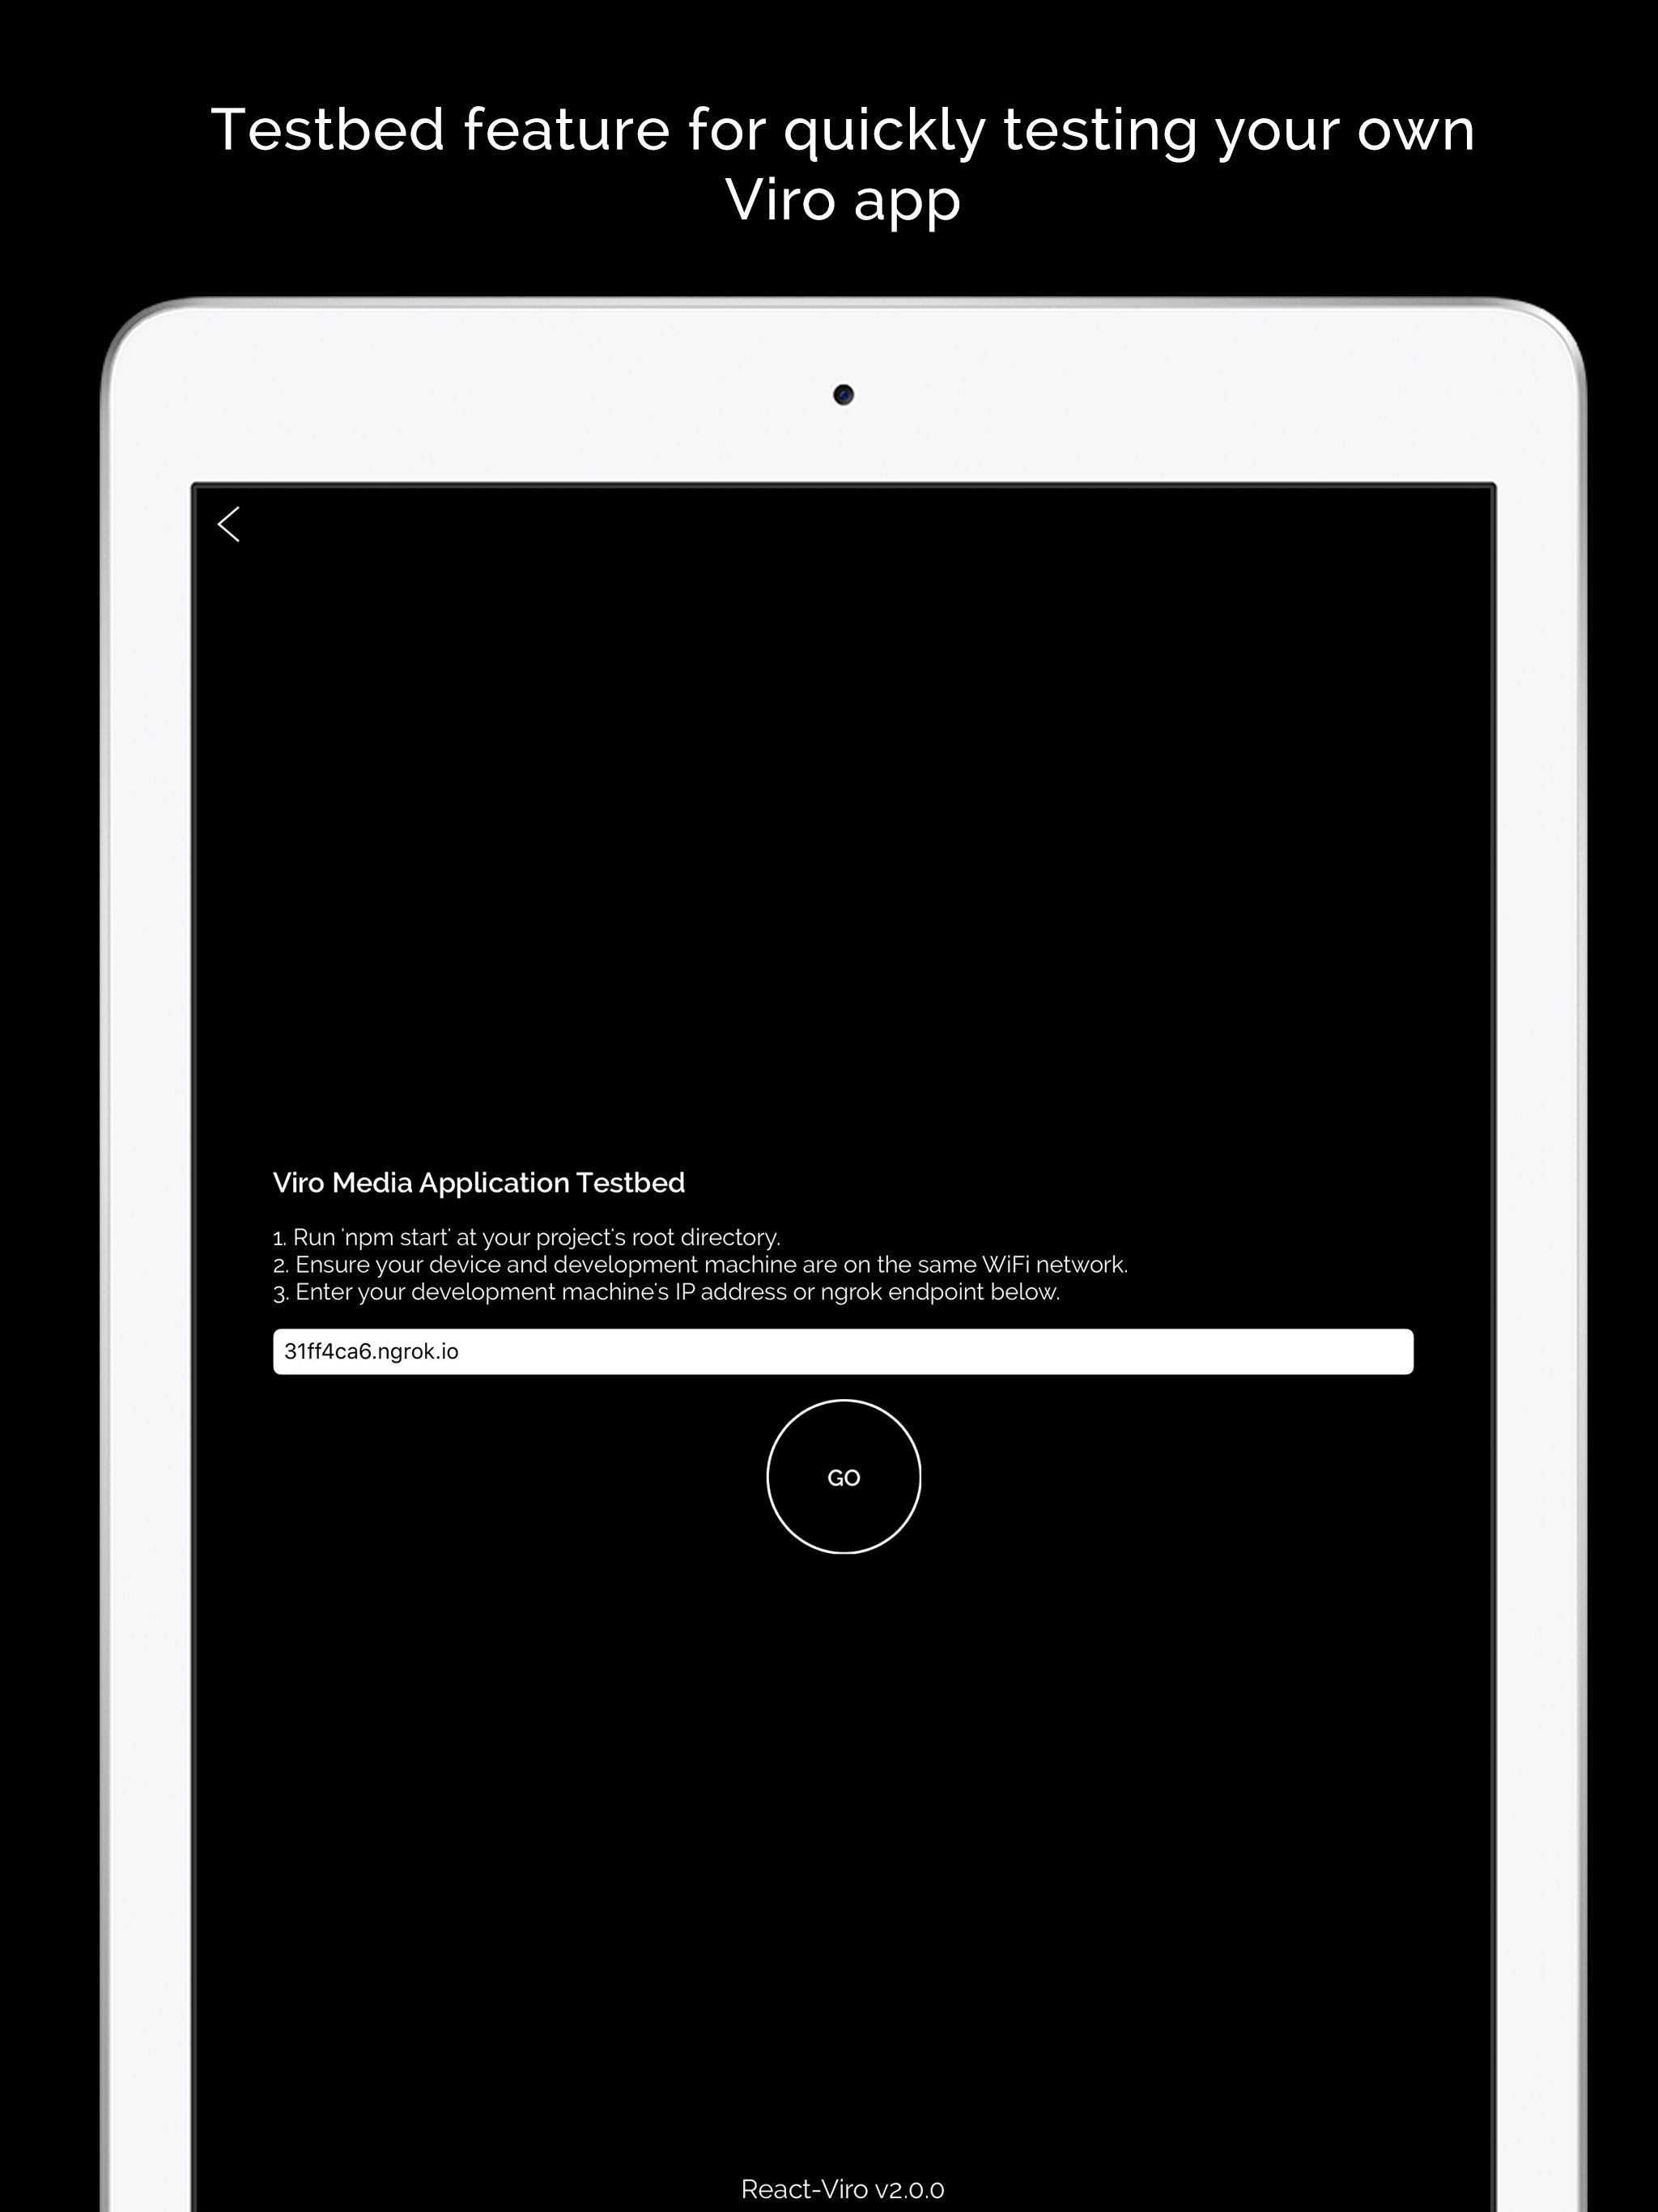 Testbed feature for quickly testing your own
Viro app
Viro Media Application Testbed
1. Run 'npm start' at your project's root directory.
2. Ensure your device and development machine are on the same WiFi network.
3. Enter your development machine's IP address or ngrok endpoint below.
31ff4ca6.ngrok.io
GO
React-Viro v2.0.0